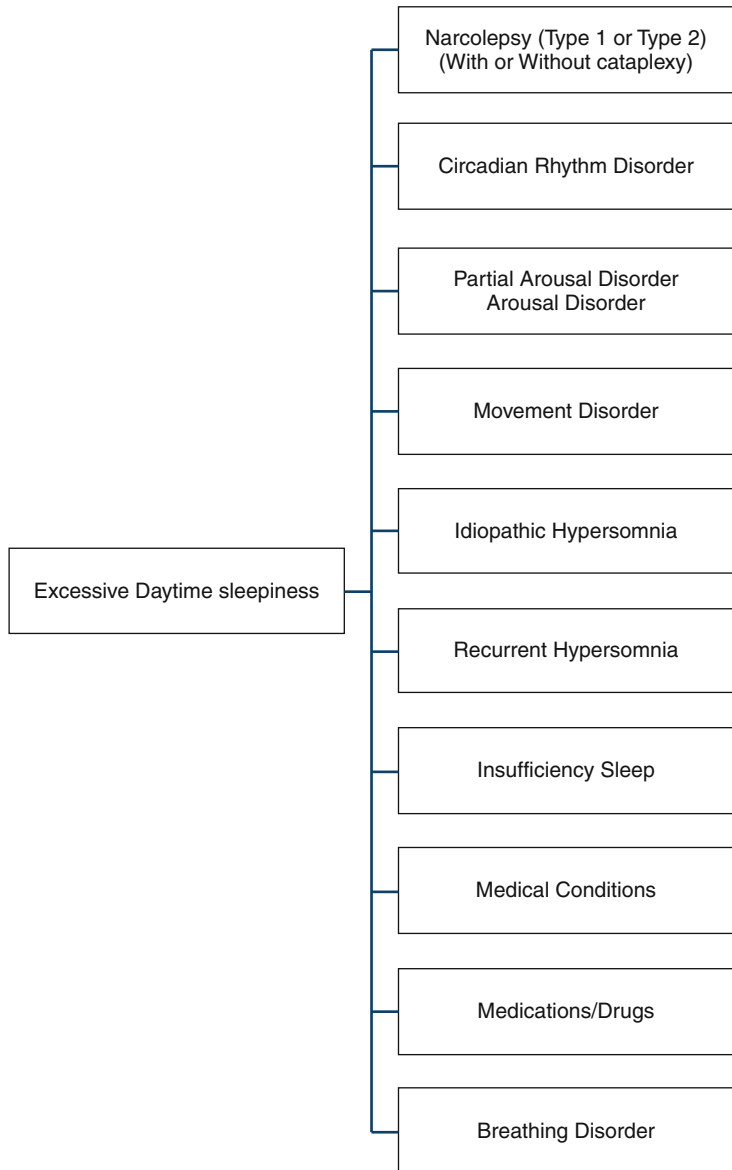 Narcolepsy (Type 1 or Type 2)
(With or Without cataplexy)
Circadian Rhythm Disorder
Partial Arousal Disorder
Arousal Disorder
Movement Disorder
Idiopathic Hypersomnia
Excessive Daytime sleepiness
Recurrent Hypersomnia
Insufficiency Sleep
Medical Conditions
Medications/Drugs
Breathing Disorder